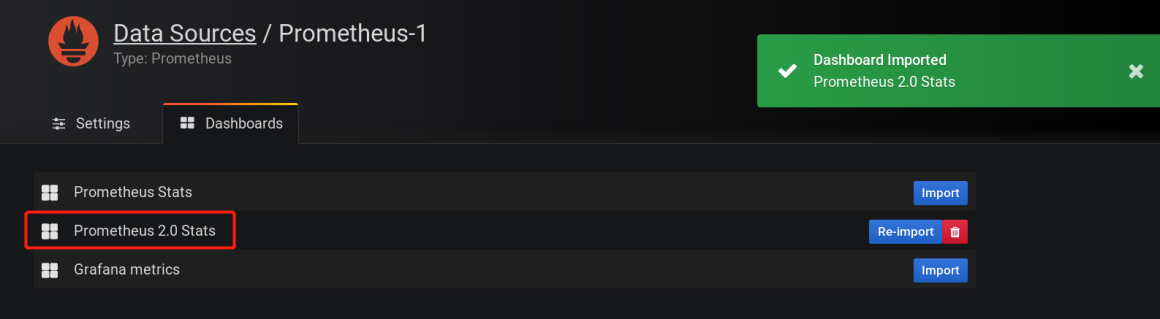 Data Sources / Prometheus-1
Type: Prometheus
Dashboard Imported
Prometheus 2.0 Stats
Settings
Dashboards
Prometheus Stats
Import
Prometheus 2.0 Stats
Re-import
Grafana metrics
Import